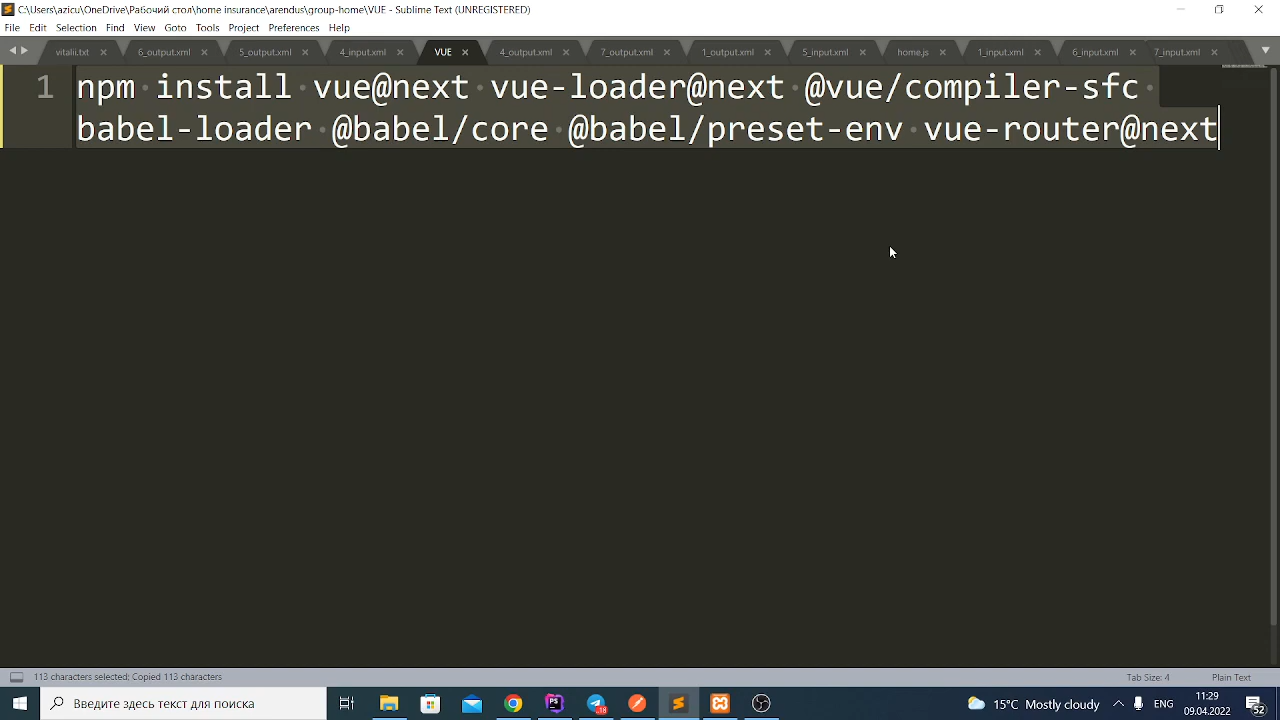 C:\Users\azicu\OneDrive\Рабочий стол\home insurance\arendus\group-home\VUE - Sublime Text (UNREGISTERED)
File Edit Selection Find View Goto Tools Project Preferences Help
vitalii.txt 6_output.xml 5_output.xml 4_input.xml VUE 4_output.xml 7_output.xml 1_output.xml 5_input.xml home.js 1_input.xml 6_input.xml 7_input.xml
1 npm install vue@next vue-loader@next @vue/compiler-sfc
babel-loader @babel/core @babel/preset-env vue-router@next
113 characters selected; Copied 113 characters Tab Size: 4 Plain Text
Введите здесь текст для поиска PS 18 15°C Mostly cloudy ENG 11:29
09.04.2022 52